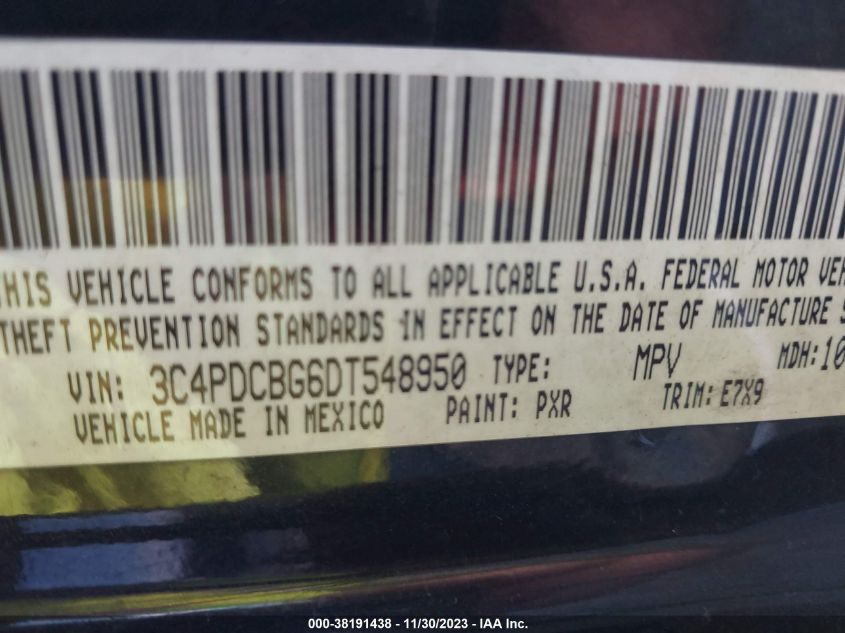 THIS VEHICLE CONFORMS TO ALL APPLICABLE U.S.A. FEDERAL MOTOR VEH
THEFT PREVENTION STANDARDS IN EFFECT ON THE DATE OF MANUFACTURE S
VIN: 3C4PDCBG6DT548950 TYPE: MPV MDH: 10
VEHICLE MADE IN MEXICO PAINT: PXR TRIM: E7X9
000-38191438 - 11/30/2023 - IAA Inc.